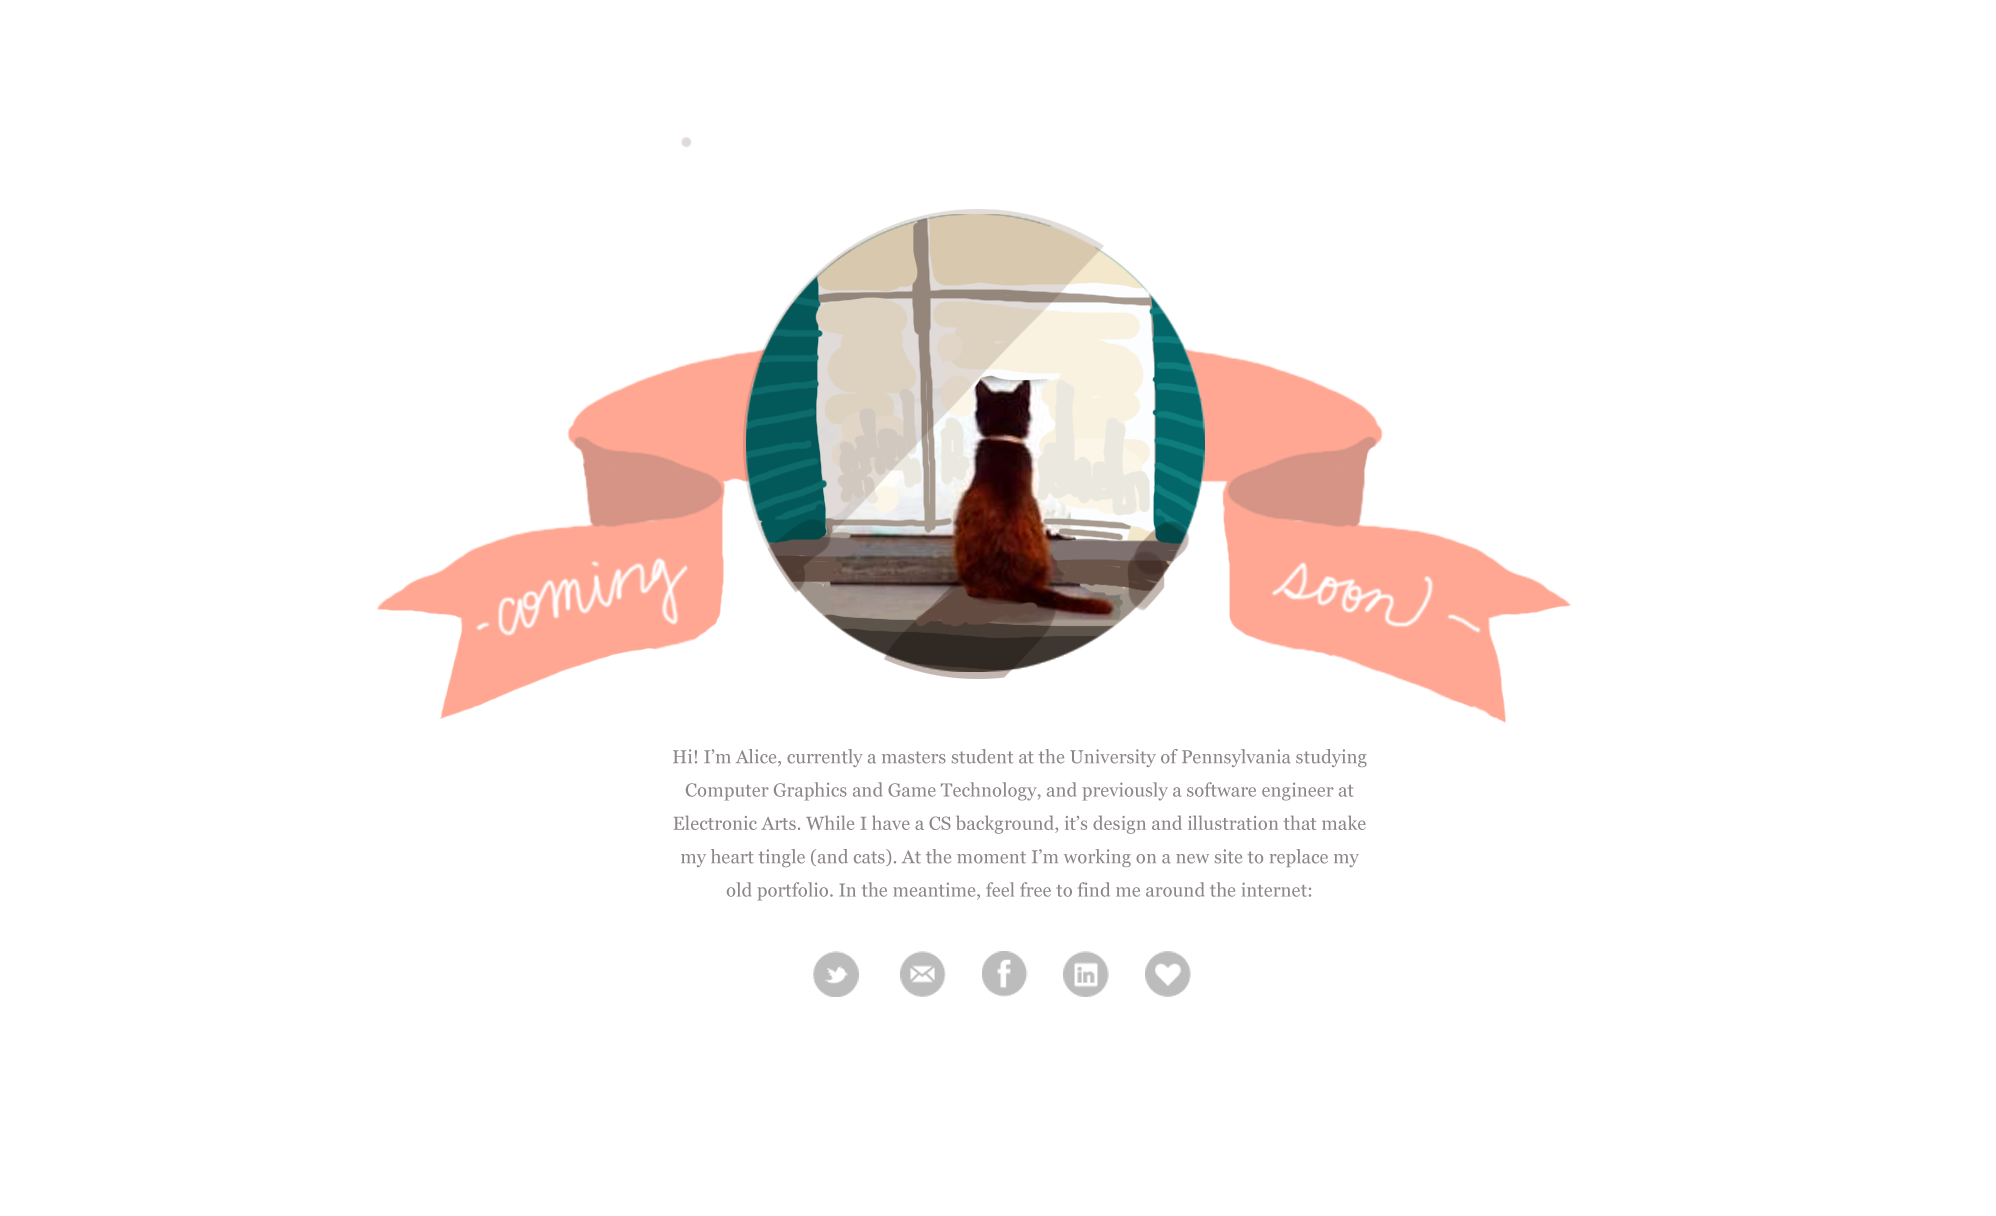 -coming
soon-
Hi! I’m Alice, currently a masters student at the University of Pennsylvania studying
Computer Graphics and Game Technology, and previously a software engineer at
Electronic Arts. While I have a CS background, it’s design and illustration that make
my heart tingle (and cats). At the moment I’m working on a new site to replace my
old portfolio. In the meantime, feel free to find me around the internet: